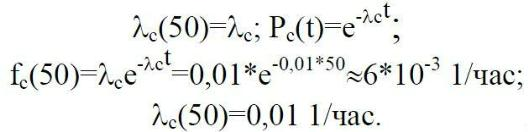 λc(50)=λc; Pc(t)=e^-λct;
fc(50)=λce^-λct=0,01*e^-0,01*50≈6*10^-3 1/час;
λc(50)=0,01 1/час.